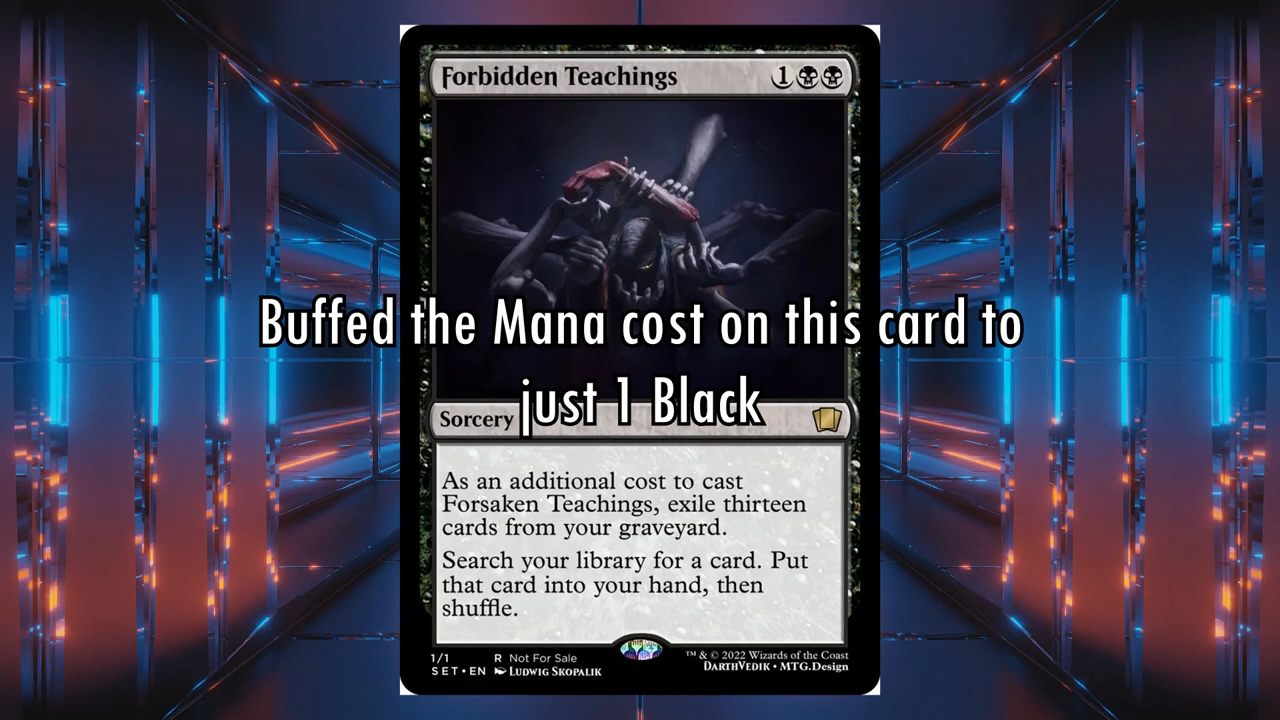 Forbidden Teachings 1
Buffed the Mana cost on this card to
just 1 Black
Sorcery
As an additional cost to cast
Forsaken Teachings, exile thirteen
cards from your graveyard.
Search your library for a card. Put
that card into your hand, then
shuffle.
1/1 R Not For Sale
SET • EN Ludwig Skopalik
™ & © 2022 Wizards of the Coast
DarthVedik • MTG.Design